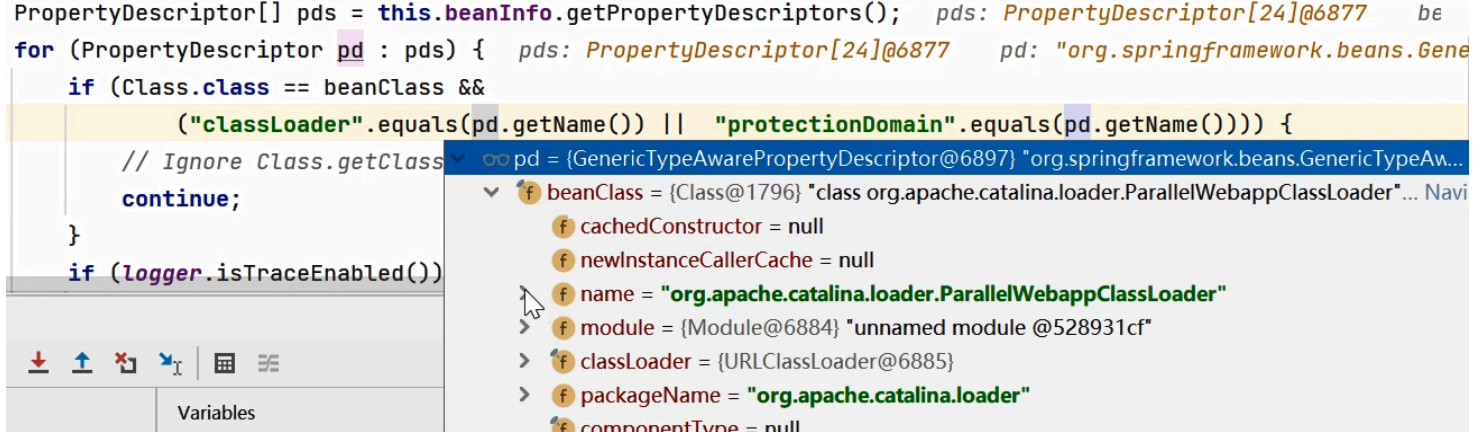 PropertyDescriptor[] pds = this.beanInfo.getPropertyDescriptors();   pds: PropertyDescriptor[24]@6877   be
for (PropertyDescriptor pd : pds) {   pds: PropertyDescriptor[24]@6877   pd: "org.springframework.beans.Gene
if (Class.class == beanClass &&
("classLoader".equals(pd.getName()) ||  "protectionDomain".equals(pd.getName()))) {
// Ignore Class.getClass
pd = {GenericTypeAwarePropertyDescriptor@6897} "org.springframework.beans.GenericTypeAw...
continue;
beanClass = {Class@1796} "class org.apache.catalina.loader.ParallelWebappClassLoader"... Navi
}
f cachedConstructor = null
if (logger.isTraceEnabled())
f newInstanceCallerCache = null
f name = "org.apache.catalina.loader.ParallelWebappClassLoader"
f module = {Module@6884} "unnamed module @528931cf"
f classLoader = {URLClassLoader@6885}
f packageName = "org.apache.catalina.loader"
Variables
f componentType = null